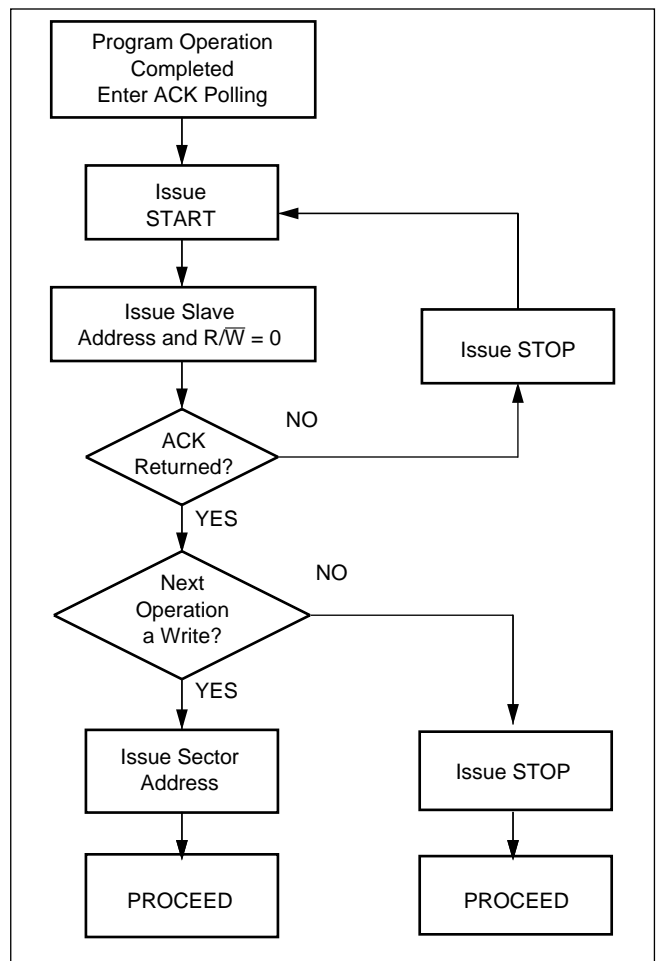 Program Operation
Completed
Enter ACK Polling
Issue
START
Issue Slave
Address and R/W̅ = 0
Issue STOP
ACK
Returned?
NO
YES
Next
Operation
a Write?
NO
YES
Issue Sector
Address
Issue STOP
PROCEED
PROCEED